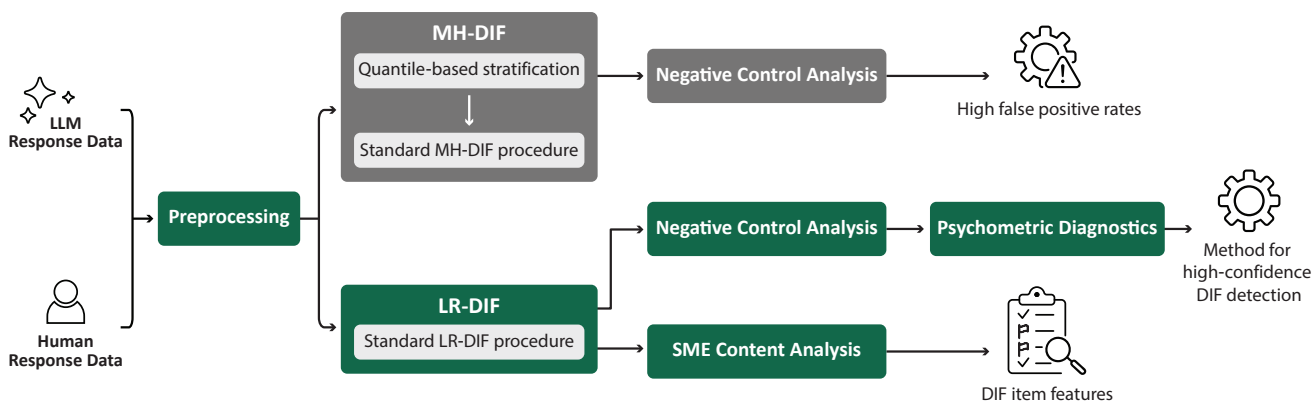 LLM
Response Data
Human
Response Data
Preprocessing
MH-DIF
Quantile-based stratification
Standard MH-DIF procedure
Negative Control Analysis
High false positive rates
LR-DIF
Standard LR-DIF procedure
Negative Control Analysis
Psychometric Diagnostics
Method for
high-confidence
DIF detection
SME Content Analysis
DIF item features